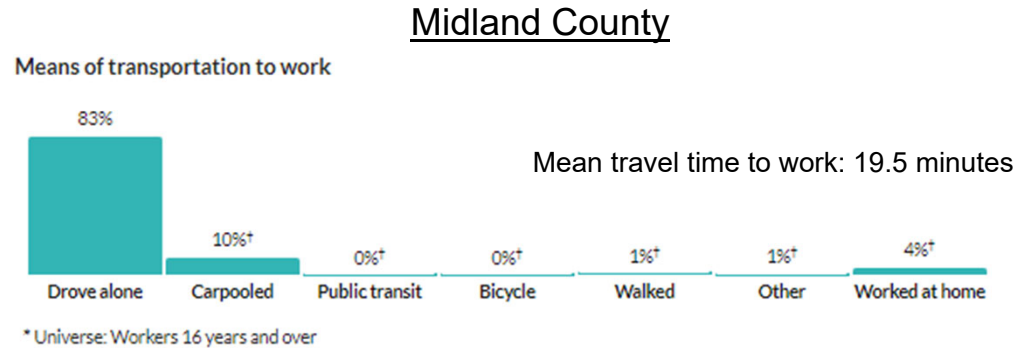 Midland County
Means of transportation to work
83%
Mean travel time to work: 19.5 minutes
10%† 0%† 0%† 1%† 1%† 4%†
Drove alone Carpooled Public transit Bicycle Walked Other Worked at home
* Universe: Workers 16 years and over